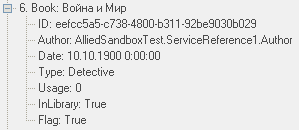 6. Book: Война и Мир
ID: eefcc5a5-c738-4800-b311-92be9030b029
Author: AlliedSandboxTest.ServiceReference1.Author
Date: 10.10.1900 0:00:00
Type: Detective
Usage: 0
InLibrary: True
Flag: True